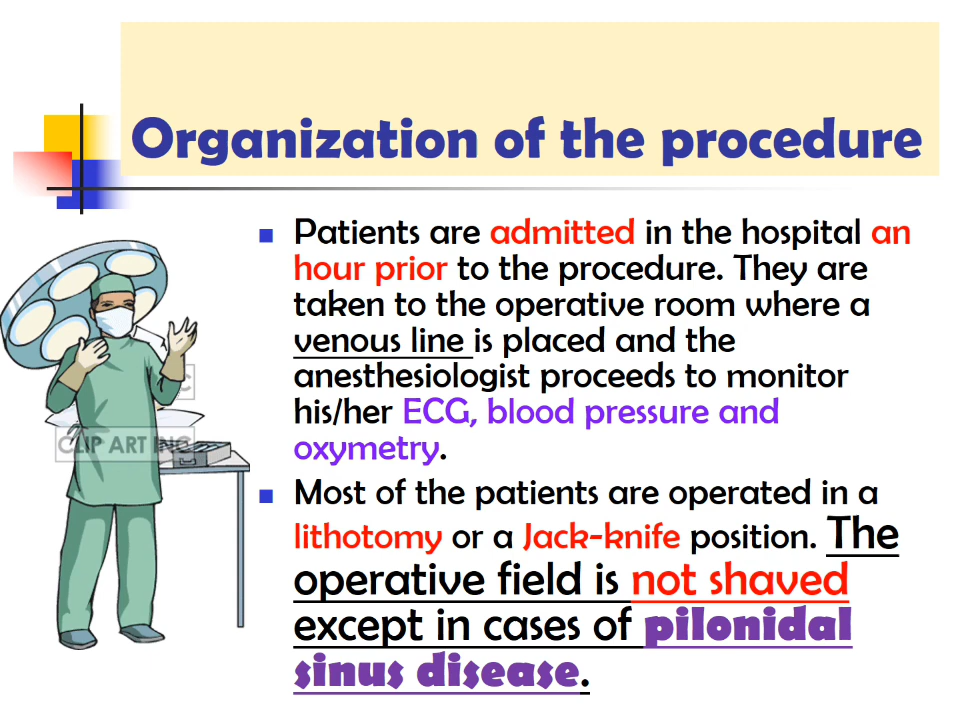 Organization of the procedure
Patients are admitted in the hospital an
hour prior to the procedure. They are
taken to the operative room where a
venous line is placed and the
anesthesiologist proceeds to monitor
his/her ECG, blood pressure and
oxymetry.
Most of the patients are operated in a
lithotomy or a Jack-knife position. The
operative field is not shaved
except in cases of pilonidal
sinus disease.
CLIP ART INC